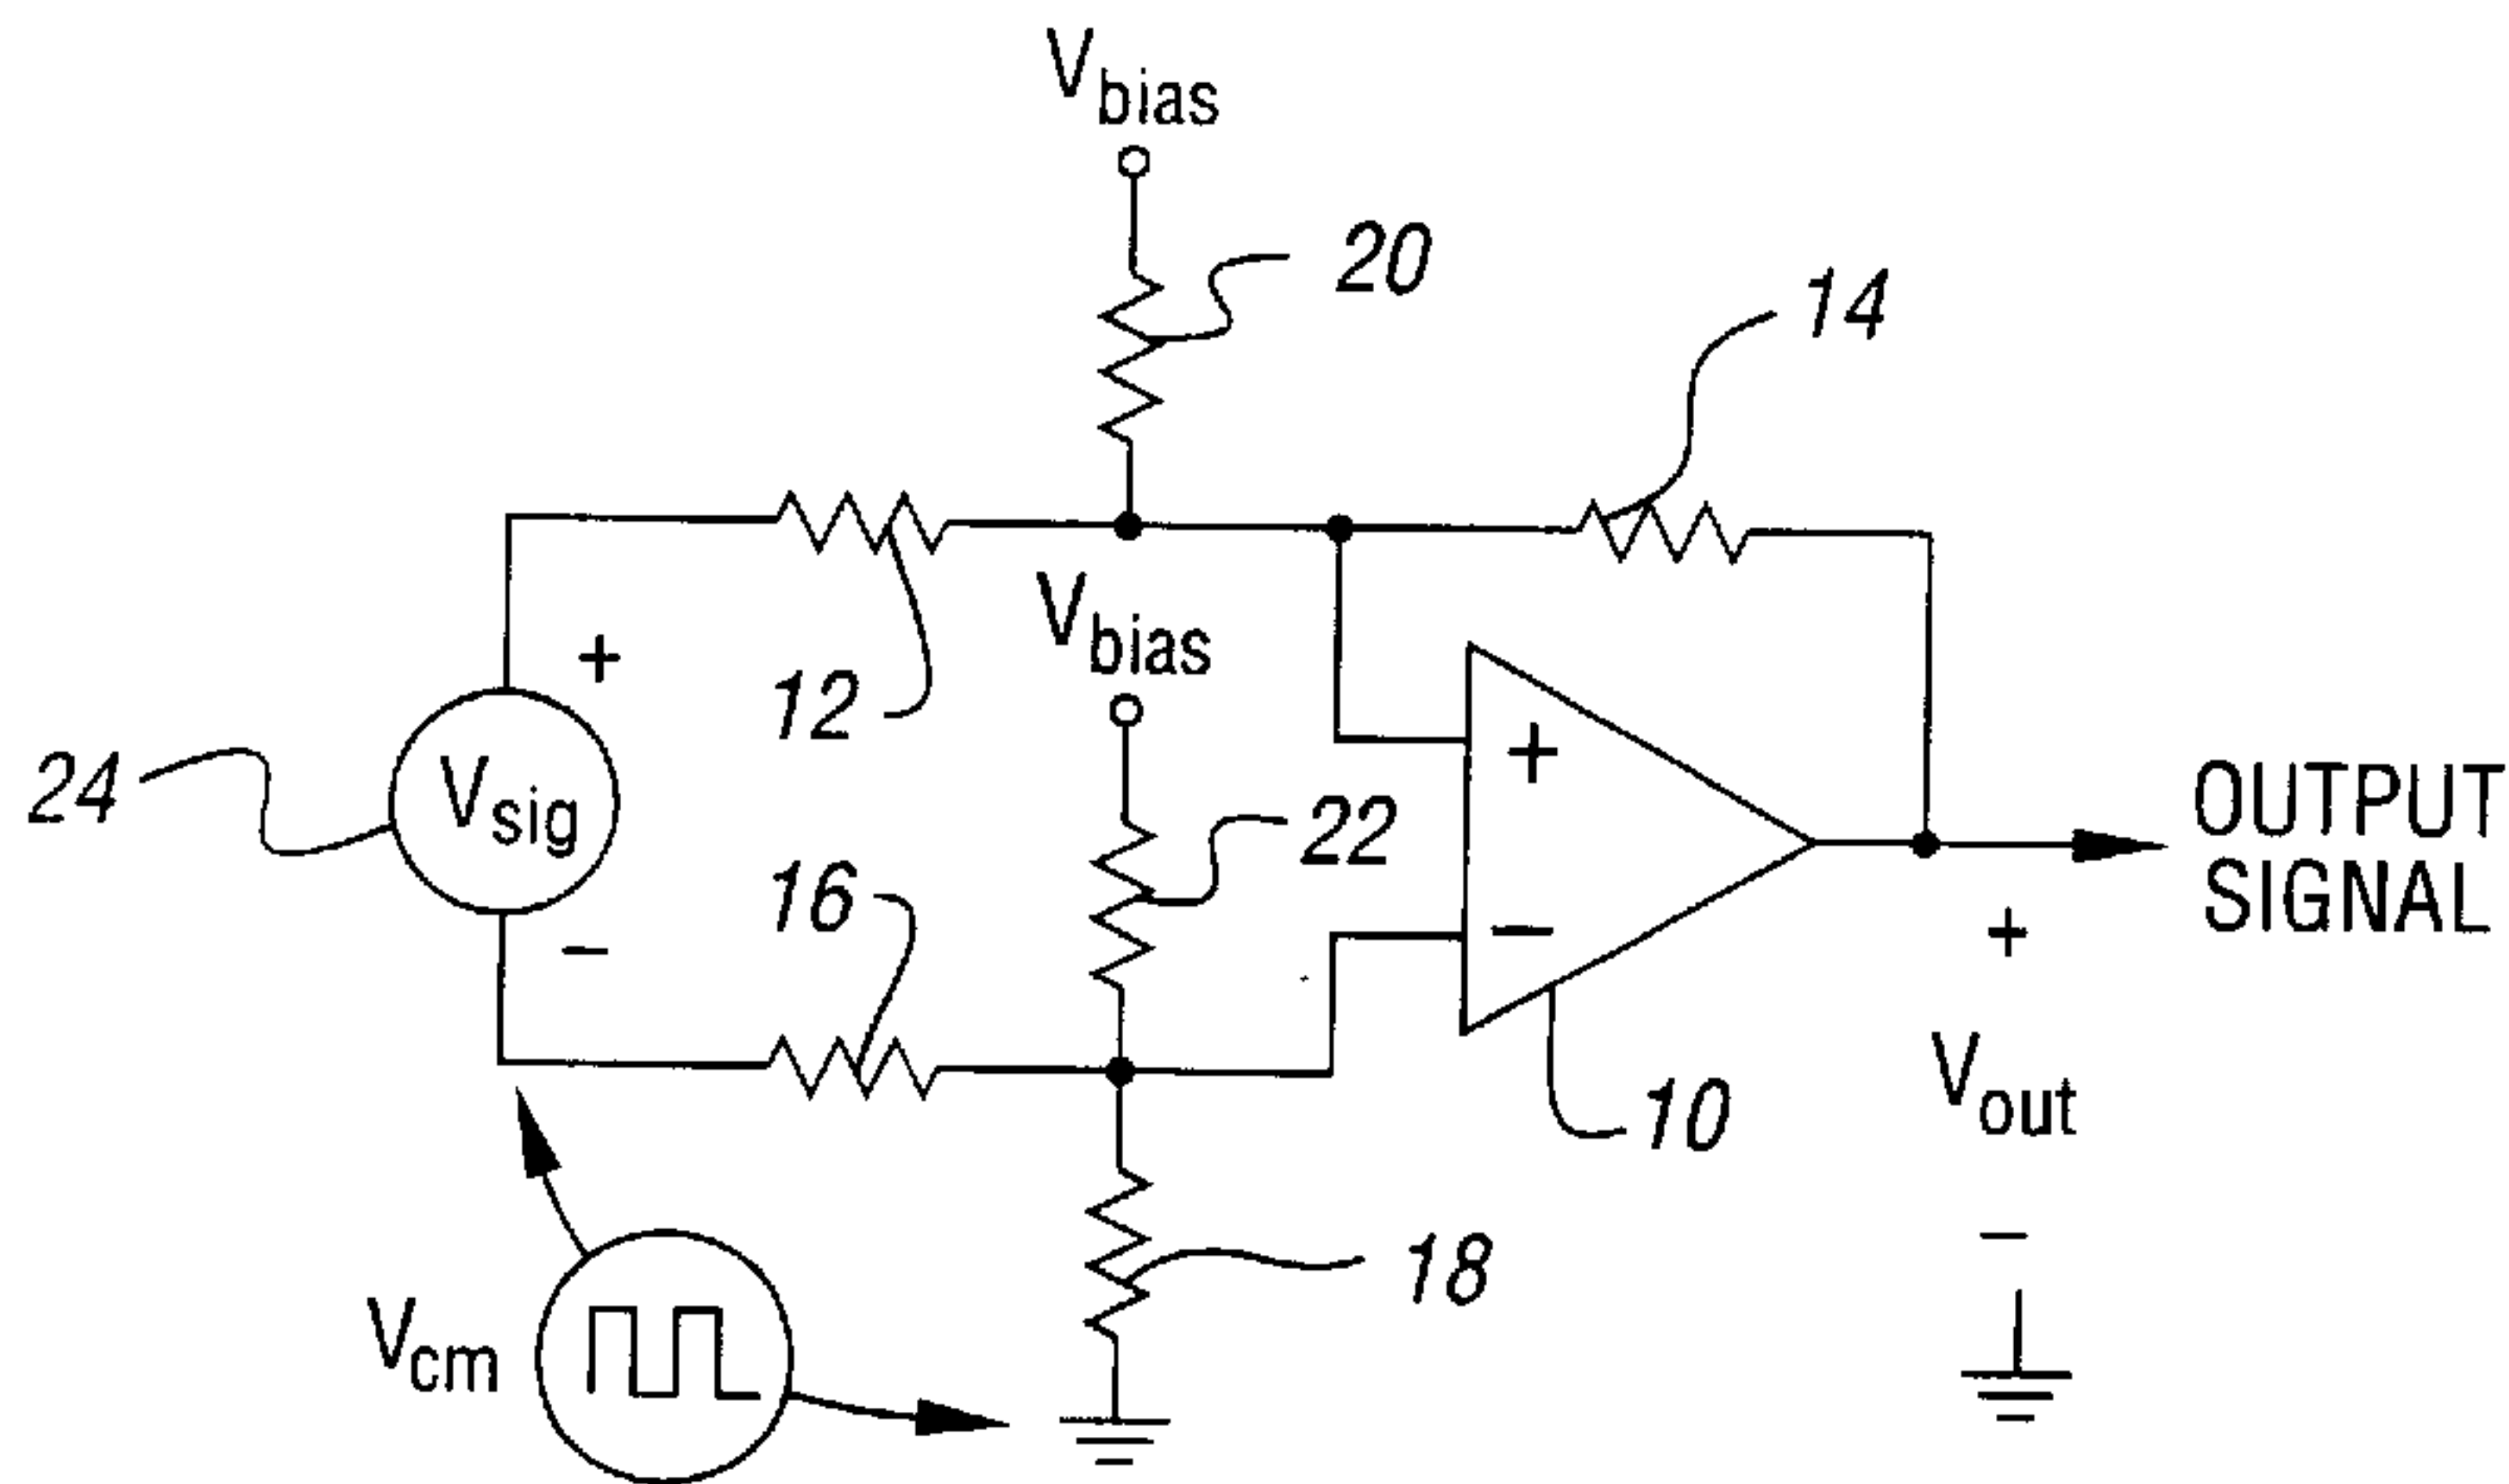 Vbias
20
14
12
Vbias
+
24
Vsig
16
22
+
OUTPUT
SIGNAL
−
−
+
10
Vout
18
−
Vcm